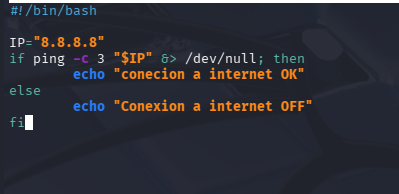 #!/bin/bash
IP="8.8.8.8"
if ping -c 3 "$IP" &> /dev/null; then
echo "conecion a internet OK"
else
echo "Conexion a internet OFF"
fi